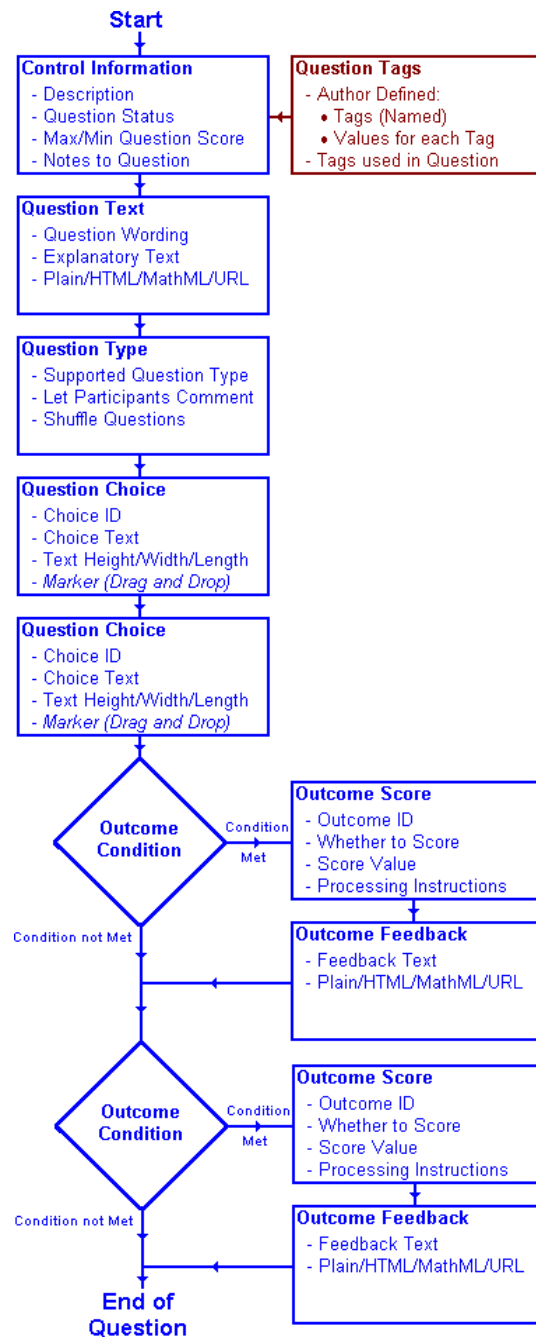 Start
Control Information
- Description
- Question Status
- Max/Min Question Score
- Notes to Question
Question Tags
- Author Defined:
• Tags (Named)
• Values for each Tag
- Tags used in Question
Question Text
- Question Wording
- Explanatory Text
- Plain/HTML/MathML/URL
Question Type
- Supported Question Type
- Let Participants Comment
- Shuffle Questions
Question Choice
- Choice ID
- Choice Text
- Text Height/Width/Length
- Marker (Drag and Drop)
Question Choice
- Choice ID
- Choice Text
- Text Height/Width/Length
- Marker (Drag and Drop)
Outcome
Condition
Condition
Met
Outcome Score
- Outcome ID
- Whether to Score
- Score Value
- Processing Instructions
Condition not Met
Outcome Feedback
- Feedback Text
- Plain/HTML/MathML/URL
Outcome
Condition
Condition
Met
Outcome Score
- Outcome ID
- Whether to Score
- Score Value
- Processing Instructions
Condition not Met
Outcome Feedback
- Feedback Text
- Plain/HTML/MathML/URL
End of
Question